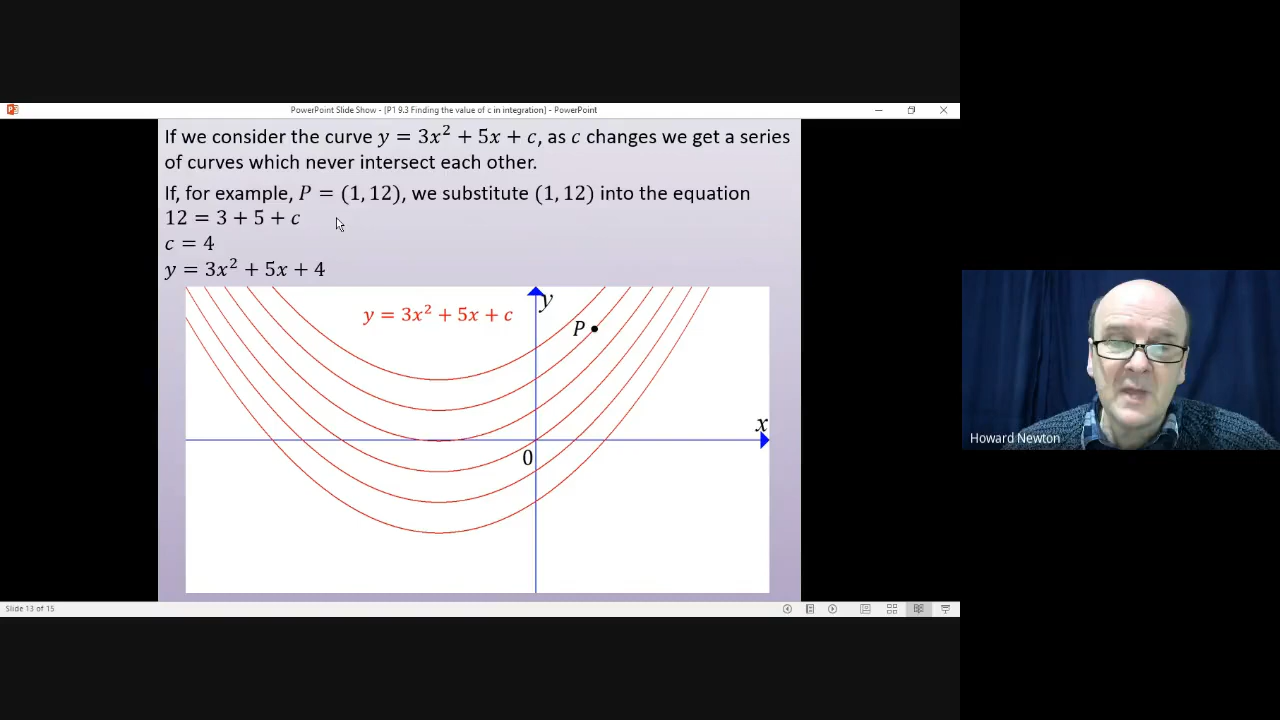 PowerPoint Slide Show - [P1 9.3 Finding the value of c in integration] - PowerPoint
If we consider the curve y = 3x² + 5x + c, as c changes we get a series
of curves which never intersect each other.
If, for example, P = (1, 12), we substitute (1, 12) into the equation
12 = 3 + 5 + c
c = 4
y = 3x² + 5x + 4
y = 3x² + 5x + c
y
P
x
0
Howard Newton
Slide 13 of 15